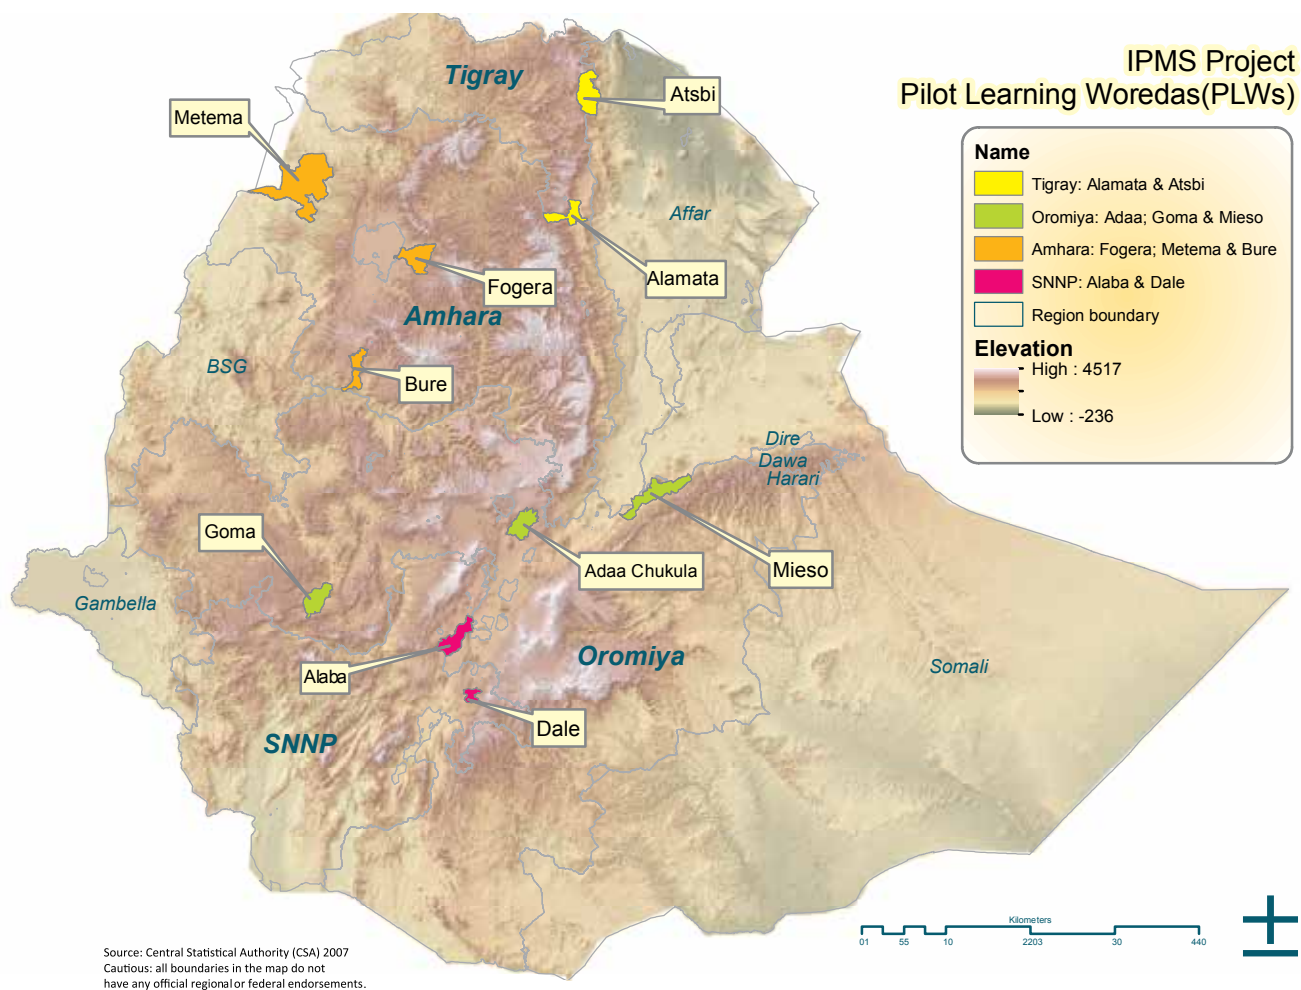 IPMS Project
Pilot Learning Woredas(PLWs)
Name
Tigray: Alamata & Atsbi
Oromiya: Adaa; Goma & Mieso
Amhara: Fogera; Metema & Bure
SNNP: Alaba & Dale
Region boundary
Elevation
High : 4517
Low : -236
Tigray
Atsbi
Metema
Affar
Alamata
Fogera
Amhara
BSG
Bure
Dire
Dawa
Harari
Goma
Adaa Chukula
Mieso
Gambella
Alaba
Oromiya
Somali
Dale
SNNP
Kilometers
01 55 10 2203 30 440
Source: Central Statistical Authority (CSA) 2007
Cautious: all boundaries in the map do not
have any official regional or federal endorsements.